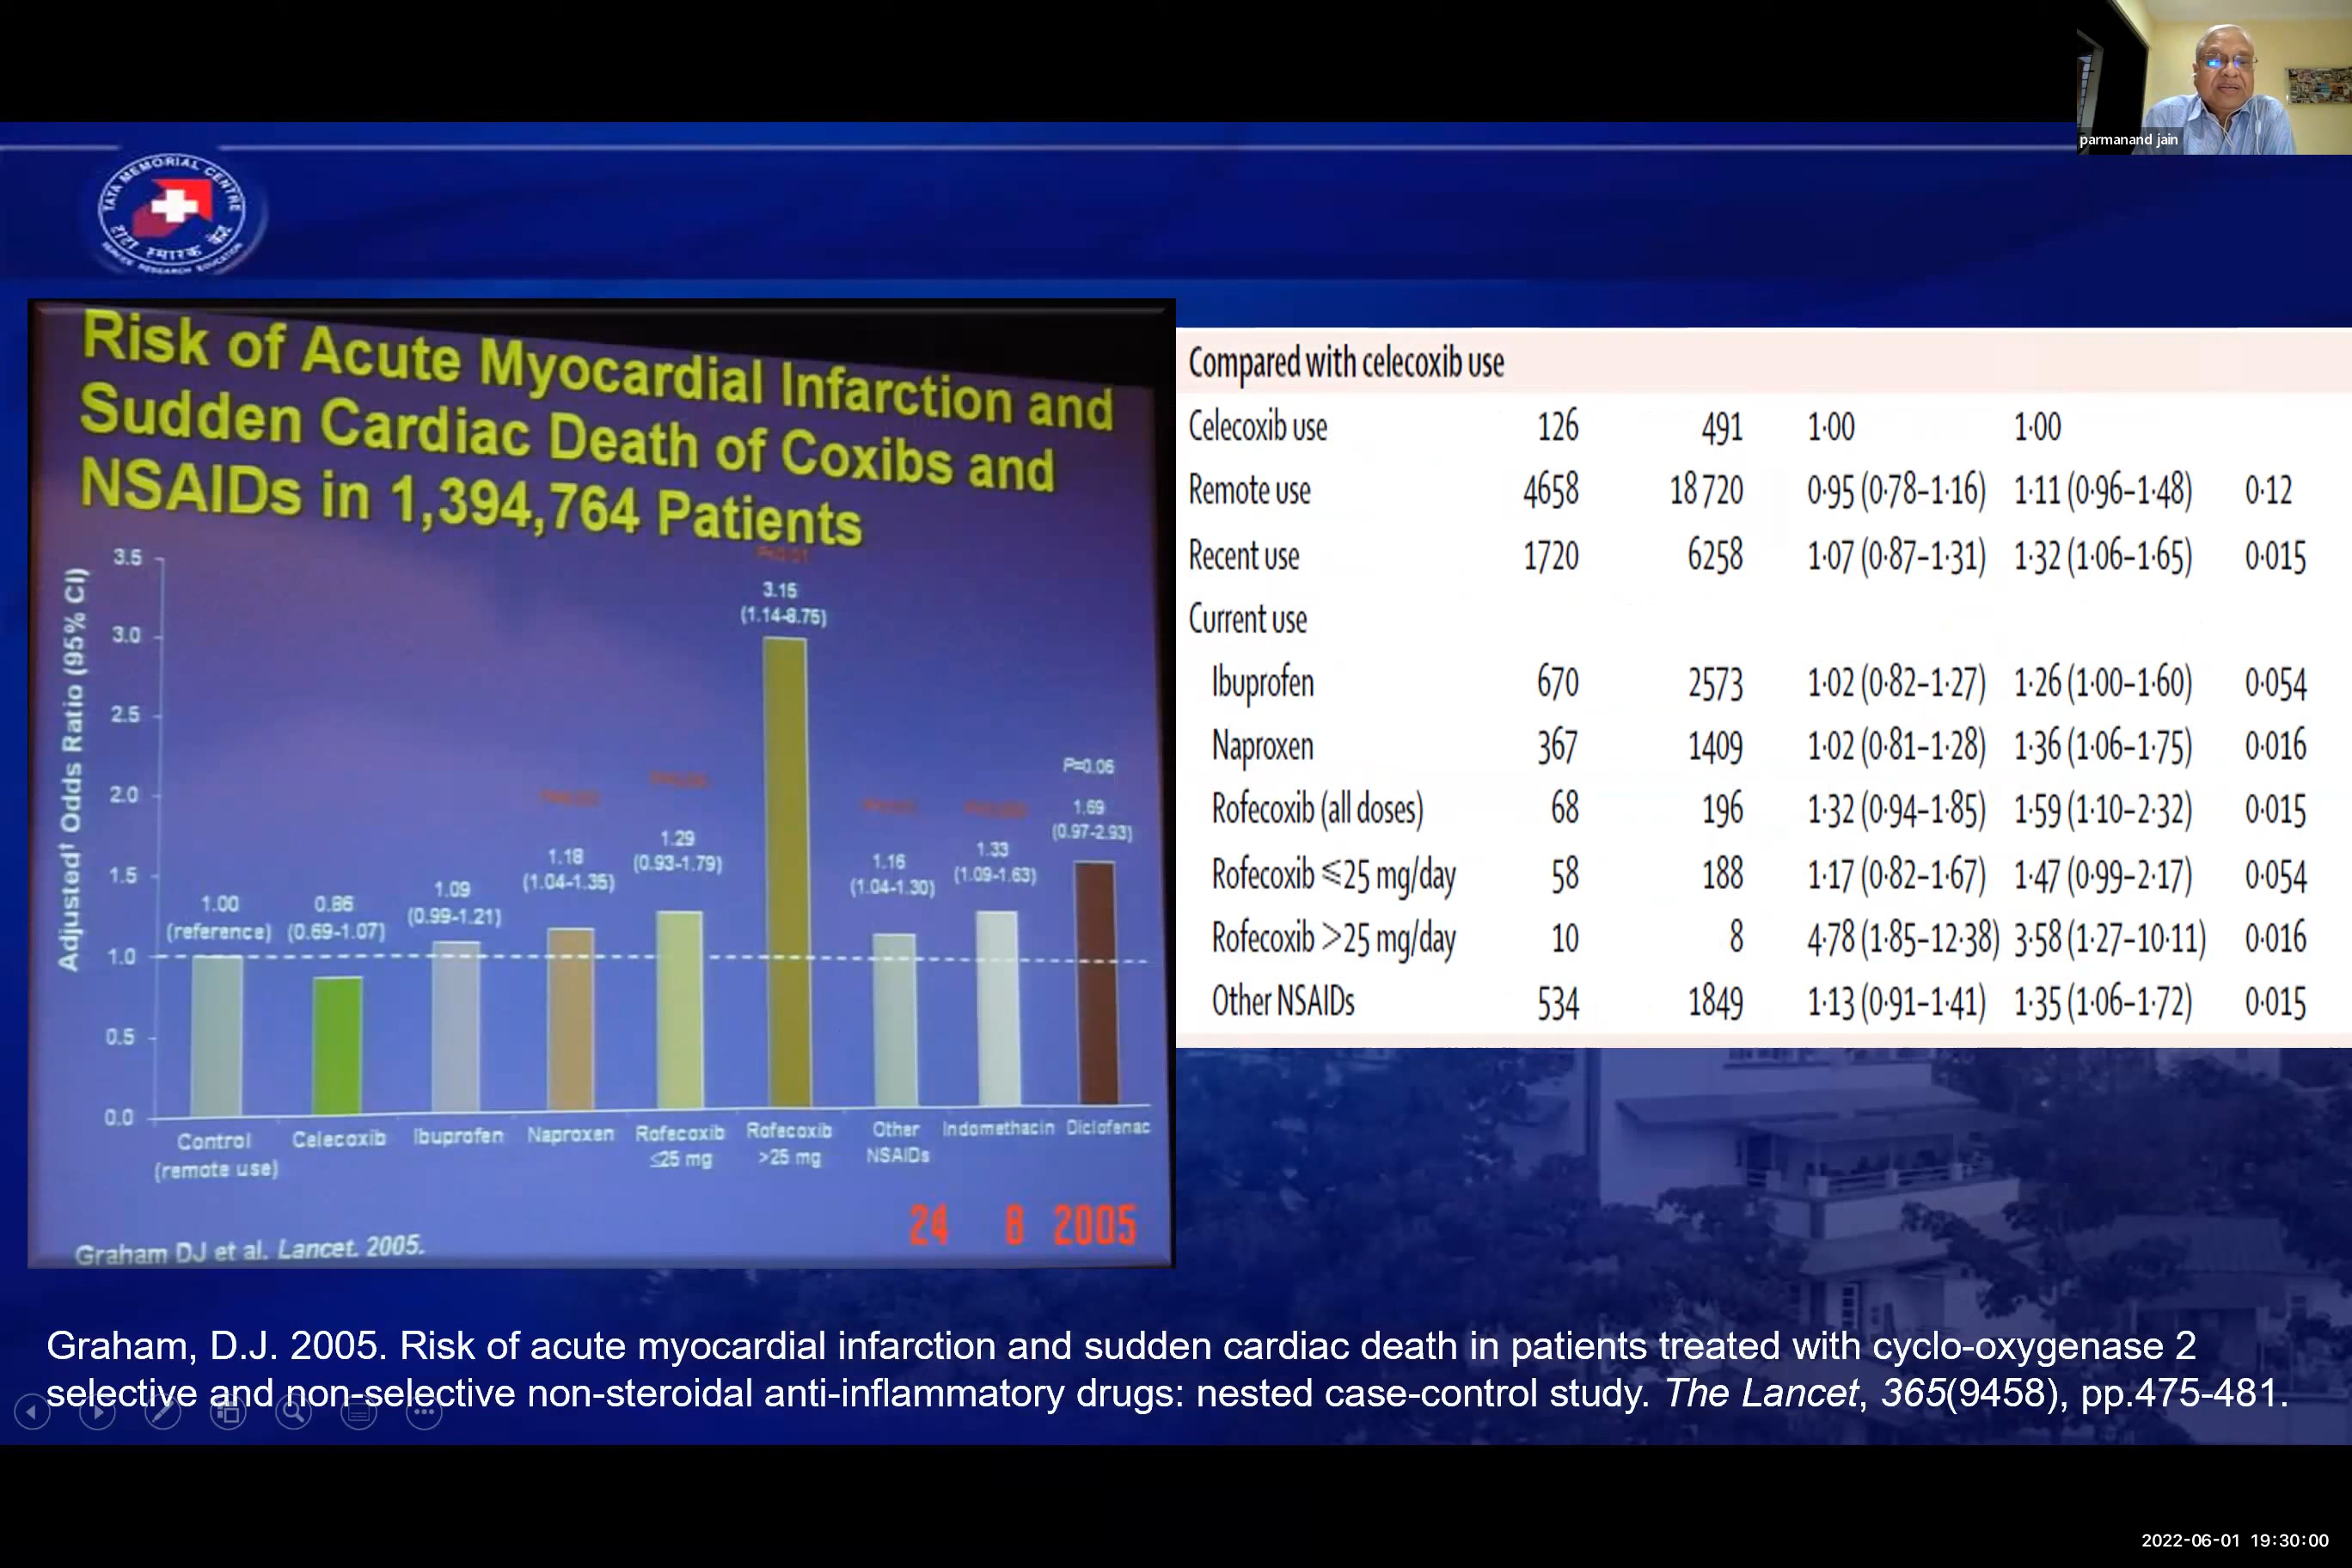 parmanand jain
TATA MEMORIAL CENTRE
टाटा स्मारक केंद्र
SERVICE RESEARCH EDUCATION
Risk of Acute Myocardial Infarction and
Sudden Cardiac Death of Coxibs and
NSAIDs in 1,394,764 Patients
Adjusted† Odds Ratio (95% CI)
3.5
3.0
2.5
2.0
1.5
1.0
0.5
0.0
1.00
(reference)
0.86
(0.69-1.07)
1.09
(0.99-1.21)
1.18
(1.04-1.35)
1.29
(0.93-1.79)
3.15
(1.14-8.75)
1.16
(1.04-1.30)
1.33
(1.09-1.63)
P=0.06
1.69
(0.97-2.93)
Control
(remote use)
Celecoxib
Ibuprofen
Naproxen
Rofecoxib
≤25 mg
Rofecoxib
>25 mg
Other
NSAIDs
Indomethacin
Diclofenac
24 8 2005
Graham DJ et al. Lancet. 2005.
Compared with celecoxib use
Celecoxib use 126 491 1·00 1·00
Remote use 4658 18 720 0·95 (0·78–1·16) 1·11 (0·96–1·48) 0·12
Recent use 1720 6258 1·07 (0·87–1·31) 1·32 (1·06–1·65) 0·015
Current use
Ibuprofen 670 2573 1·02 (0·82–1·27) 1·26 (1·00–1·60) 0·054
Naproxen 367 1409 1·02 (0·81–1·28) 1·36 (1·06–1·75) 0·016
Rofecoxib (all doses) 68 196 1·32 (0·94–1·85) 1·59 (1·10–2·32) 0·015
Rofecoxib ≤25 mg/day 58 188 1·17 (0·82–1·67) 1·47 (0·99–2·17) 0·054
Rofecoxib >25 mg/day 10 8 4·78 (1·85–12·38) 3·58 (1·27–10·11) 0·016
Other NSAIDs 534 1849 1·13 (0·91–1·41) 1·35 (1·06–1·72) 0·015
Graham, D.J. 2005. Risk of acute myocardial infarction and sudden cardiac death in patients treated with cyclo-oxygenase 2
selective and non-selective non-steroidal anti-inflammatory drugs: nested case-control study. The Lancet, 365(9458), pp.475-481.
2022-06-01 19:30:00